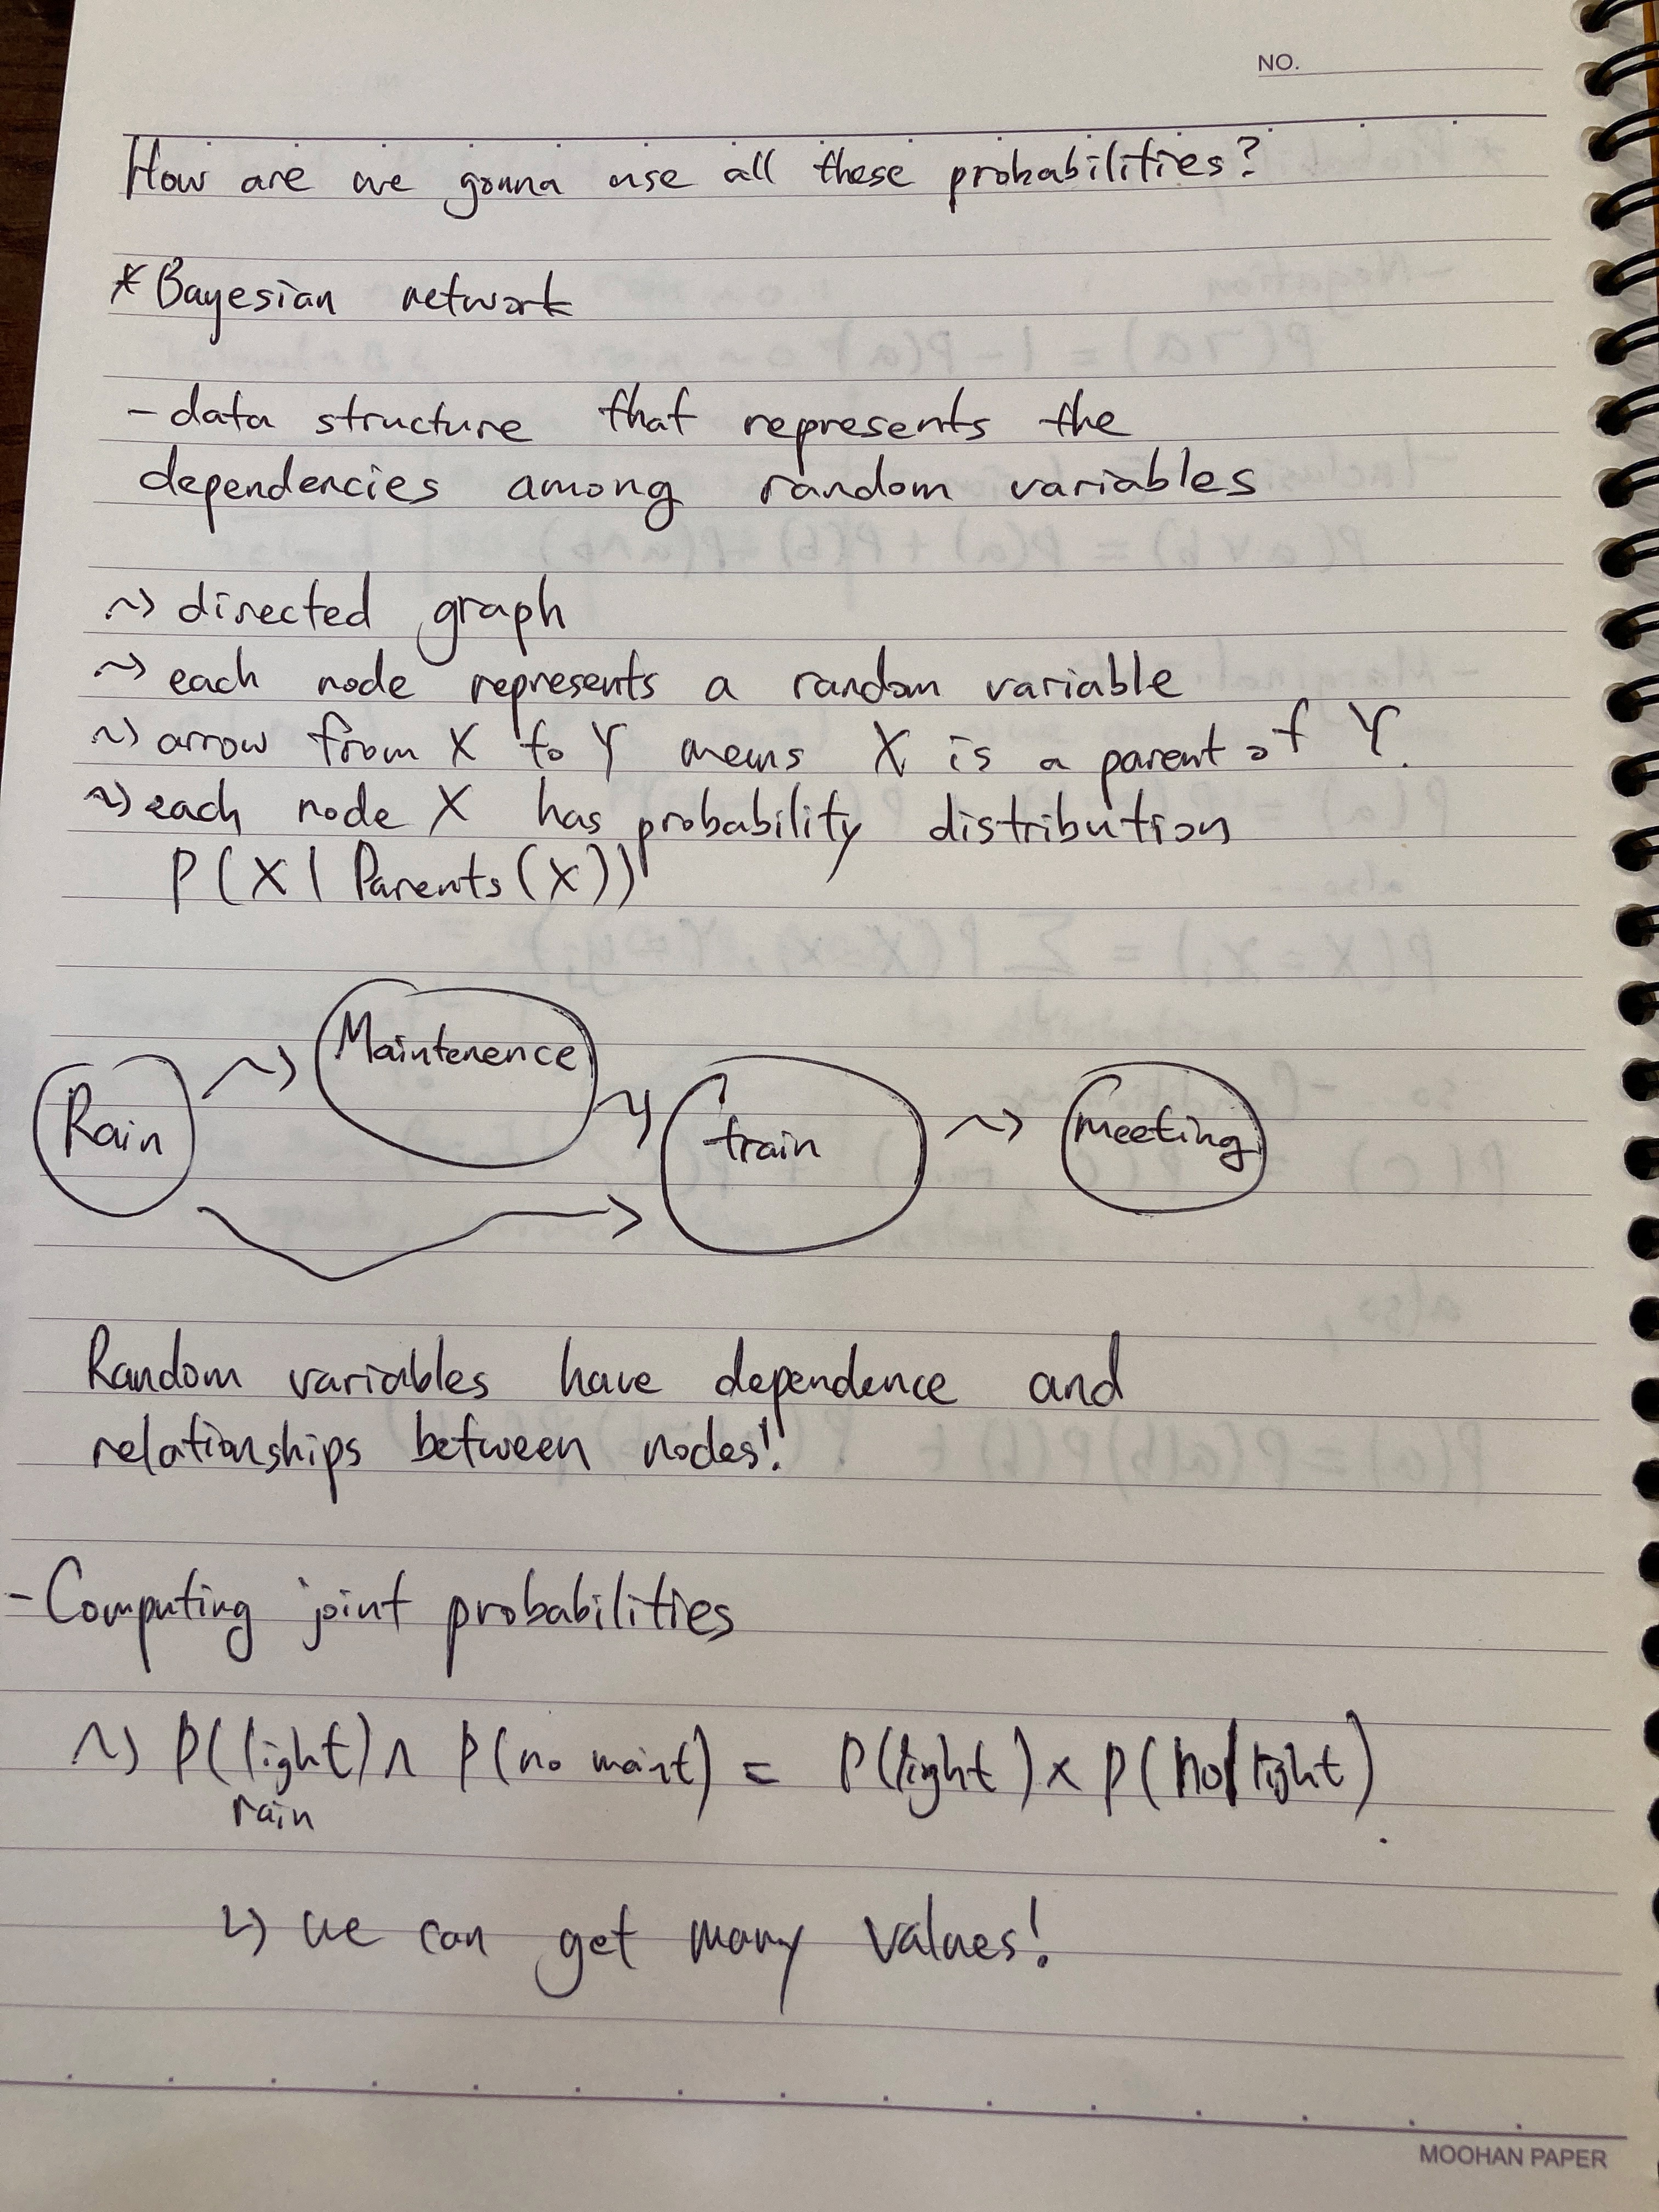 NO.
How are we gonna use all these probabilities?
* Bayesian network
- data structure that represents the
dependencies among random variables
~> directed graph
~> each node represents a random variable
~> arrow from X to Y means X is a parent of Y.
~> each node X has probability distribution
P(X | Parents(X))
Rain
Maintenence
train
meeting
Random variables have dependence and
relationships between nodes!
- Computing joint probabilities
~> P(light) ∧ P(no maint) = P(light) x P(no|light).
rain
↳ we can get many values!
MOOHAN PAPER